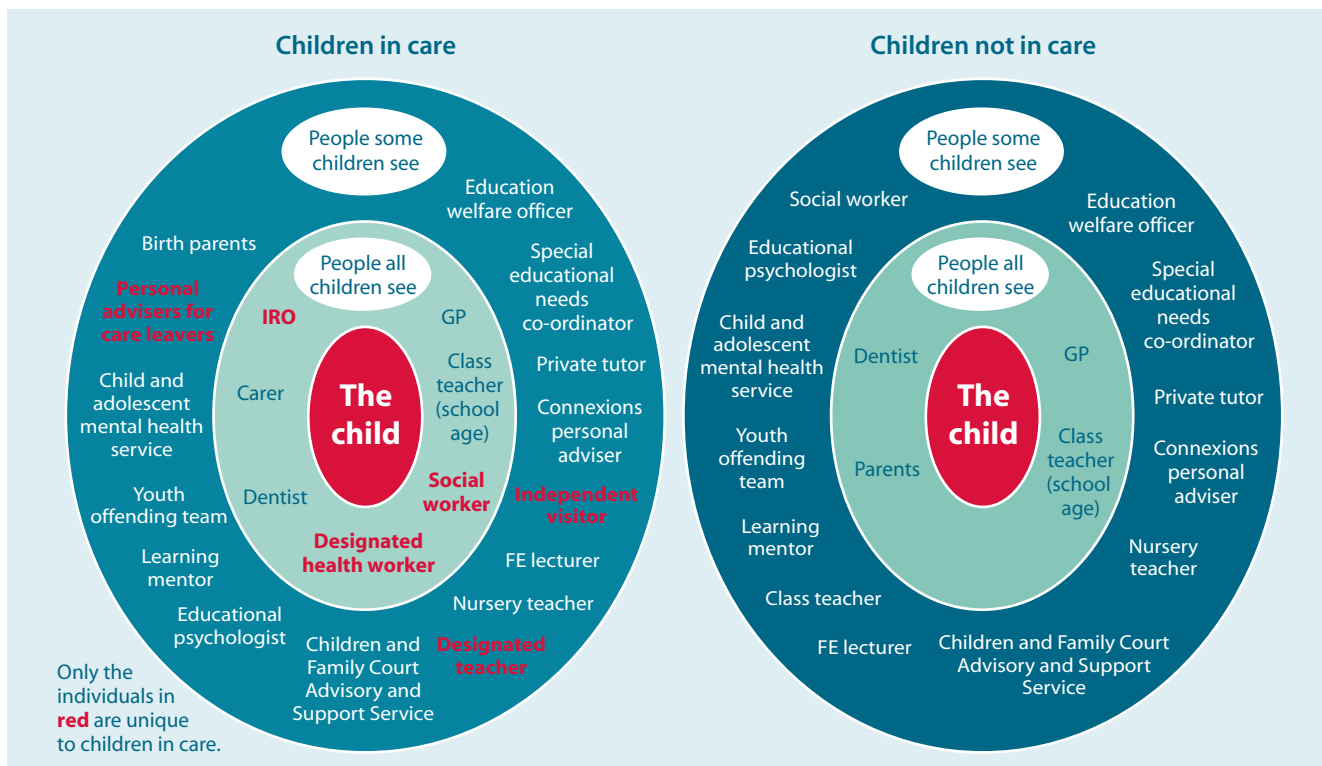 Children in care
People some
children see
Education
welfare officer
Birth parents
Special
educational
needs
co-ordinator
People all
children see
Personal
advisers for
care leavers
IRO
GP
Private tutor
Class
teacher
(school
age)
Child and
adolescent
mental health
service
Carer
The
child
Connexions
personal
adviser
Youth
offending team
Dentist
Social
worker
Independent
visitor
Designated
health worker
Learning
mentor
FE lecturer
Educational
psychologist
Nursery teacher
Children and
Family Court
Advisory and
Support Service
Designated
teacher
Only the
individuals in
red are unique
to children in care.
Children not in care
People some
children see
Social worker
Education
welfare officer
Educational
psychologist
People all
children see
Special
educational
needs
co-ordinator
Child and
adolescent
mental health
service
Dentist
GP
The
child
Private tutor
Youth
offending
team
Parents
Class
teacher
(school
age)
Connexions
personal
adviser
Learning
mentor
Nursery
teacher
Class teacher
FE lecturer
Children and Family Court
Advisory and Support
Service